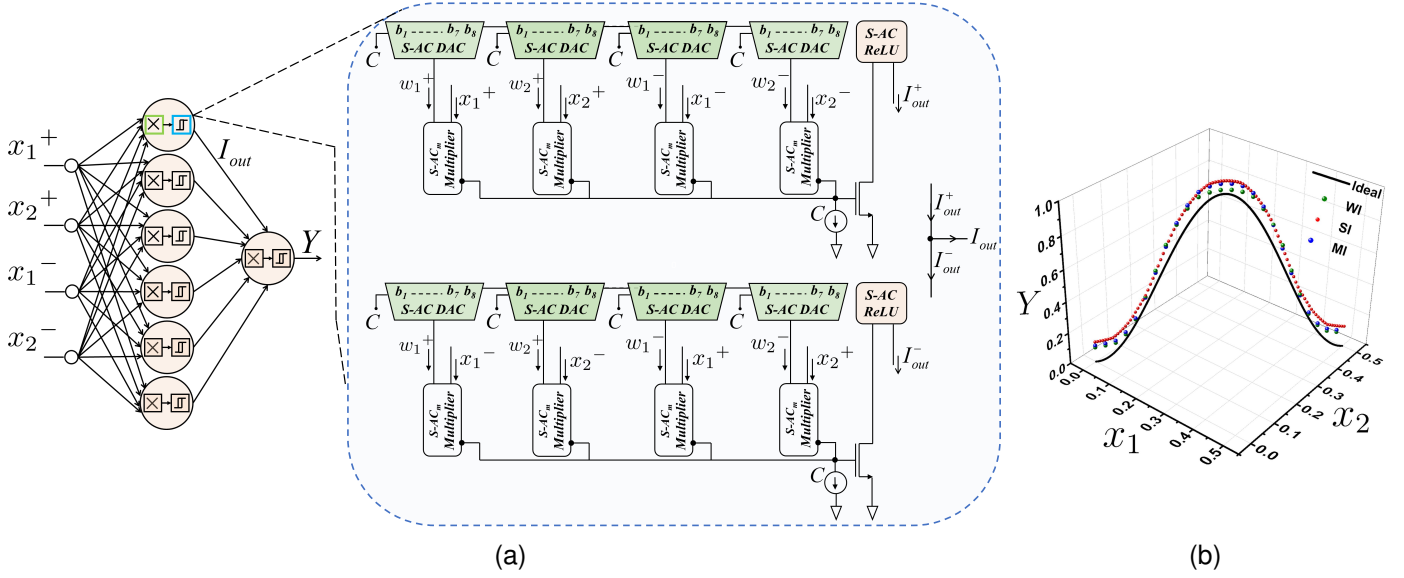 x₁⁺
x₂⁺
x₁⁻
x₂⁻
I_out
Y
b₁ ------- b₇ b₈
S-AC DAC
C
b₁ ------- b₇ b₈
S-AC DAC
C
b₁ ------- b₇ b₈
S-AC DAC
C
b₁ ------- b₇ b₈
S-AC DAC
C
S-AC
ReLU
w₁⁺
x₁⁺
w₂⁺
x₂⁺
w₁⁻
x₁⁻
w₂⁻
x₂⁻
I⁺_out
S-ACₘ
Multiplier
S-ACₘ
Multiplier
S-ACₘ
Multiplier
S-ACₘ
Multiplier
C
I⁺_out
I_out
I⁻_out
b₁ ------- b₇ b₈
S-AC DAC
C
b₁ ------- b₇ b₈
S-AC DAC
C
b₁ ------- b₇ b₈
S-AC DAC
C
b₁ ------- b₇ b₈
S-AC DAC
C
S-AC
ReLU
w₁⁺
x₁⁻
w₂⁺
x₂⁻
w₁⁻
x₁⁺
w₂⁻
x₂⁺
I⁻_out
S-ACₘ
Multiplier
S-ACₘ
Multiplier
S-ACₘ
Multiplier
S-ACₘ
Multiplier
C
(a)
Ideal
WI
SI
MI
1.0
0.8
0.6
0.4
0.2
0.0
Y
0.0
0.1
0.2
0.3
0.4
0.5
x₁
0.0
0.1
0.2
0.3
0.4
0.5
x₂
(b)